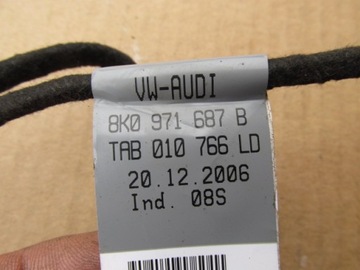 VW-AUDI
8K0 971 687 B
TAB 010 766 LD
20.12.2006
Ind. 08S